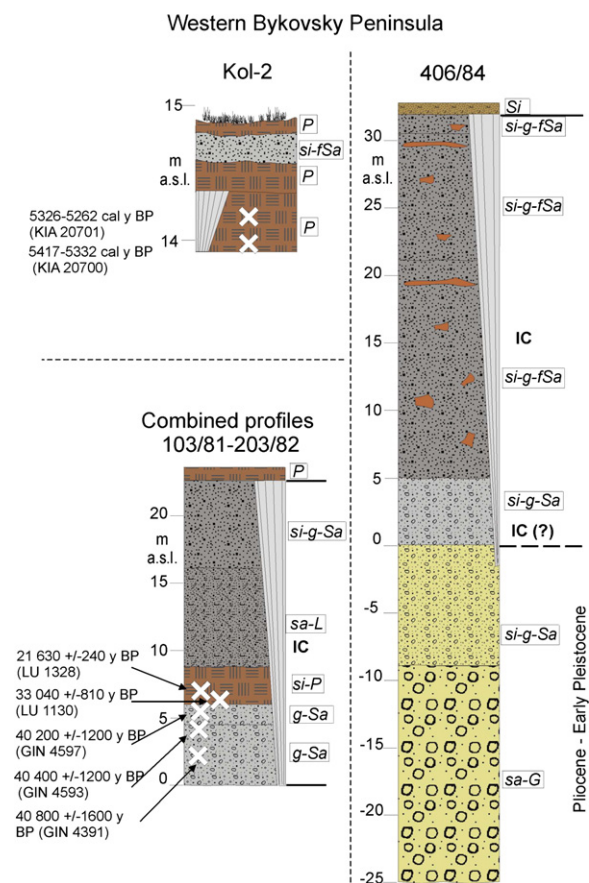 Western Bykovsky Peninsula
Kol-2
15
m
a.s.l.
14
P
si-fSa
P
P
5326-5262 cal y BP
(KIA 20701)
5417-5332 cal y BP
(KIA 20700)
Combined profiles
103/81-203/82
20
m
a.s.l.
15
10
5
0
P
si-g-Sa
sa-L
IC
si-P
g-Sa
g-Sa
21 630 +/-240 y BP
(LU 1328)
33 040 +/-810 y BP
(LU 1130)
40 200 +/-1200 y BP
(GIN 4597)
40 400 +/-1200 y BP
(GIN 4593)
40 800 +/-1600 y
BP (GIN 4391)
406/84
30
m
a.s.l.
25
20
15
10
5
0
-5
-10
-15
-20
-25
Si
si-g-fSa
si-g-fSa
IC
si-g-fSa
si-g-Sa
IC (?)
si-g-Sa
sa-G
Pliocene - Early Pleistocene